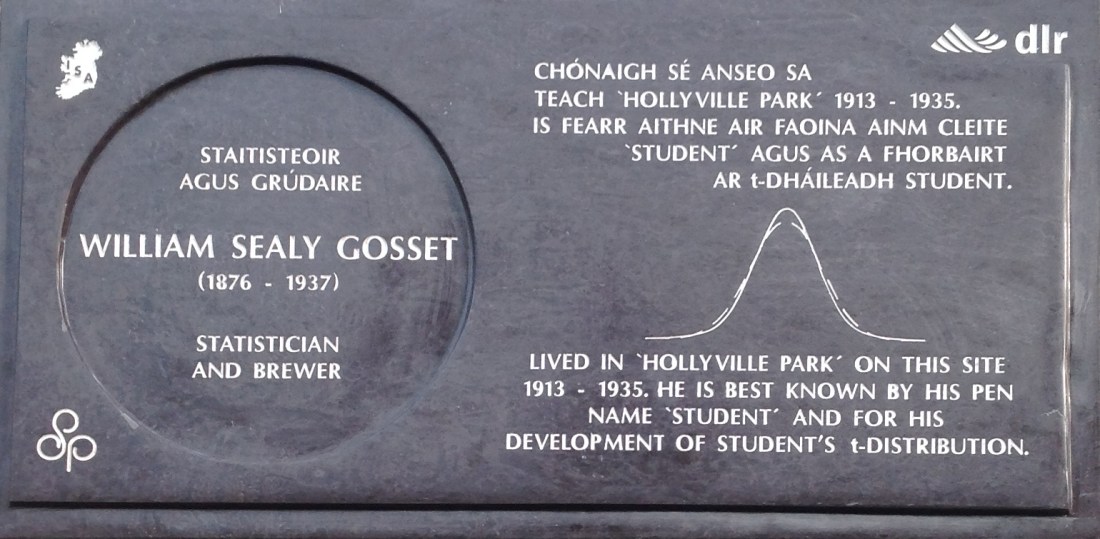 ISA
dlr
STAITISTEOIR
AGUS GRÚDAIRE
WILLIAM SEALY GOSSET
(1876 - 1937)
STATISTICIAN
AND BREWER
CHÓNAIGH SÉ ANSEO SA
TEACH `HOLLYVILLE PARK´ 1913 - 1935.
IS FEARR AITHNE AIR FAOINA AINM CLEITE
`STUDENT´ AGUS AS A FHORBAIRT
AR t-DHÁILEADH STUDENT.
LIVED IN `HOLLYVILLE PARK´ ON THIS SITE
1913 - 1935. HE IS BEST KNOWN BY HIS PEN
NAME `STUDENT´ AND FOR HIS
DEVELOPMENT OF STUDENT'S t-DISTRIBUTION.